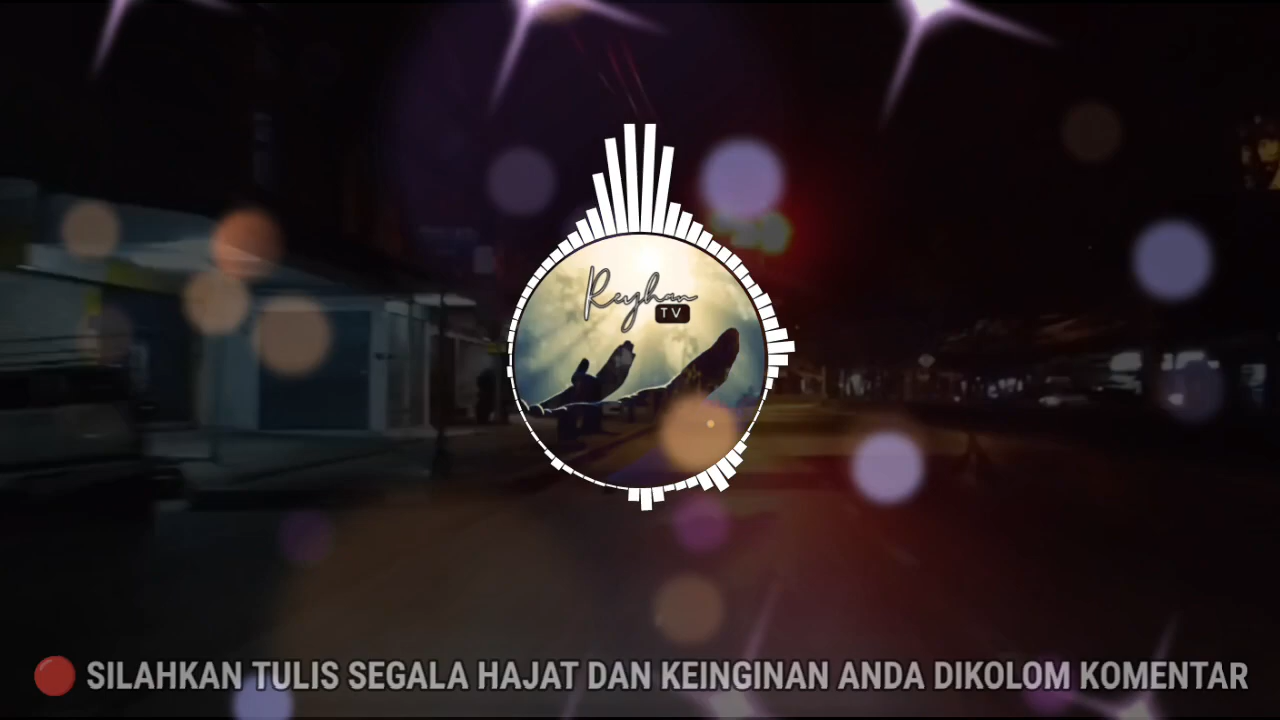 Reyhan
TV
SILAHKAN TULIS SEGALA HAJAT DAN KEINGINAN ANDA DIKOLOM KOMENTAR